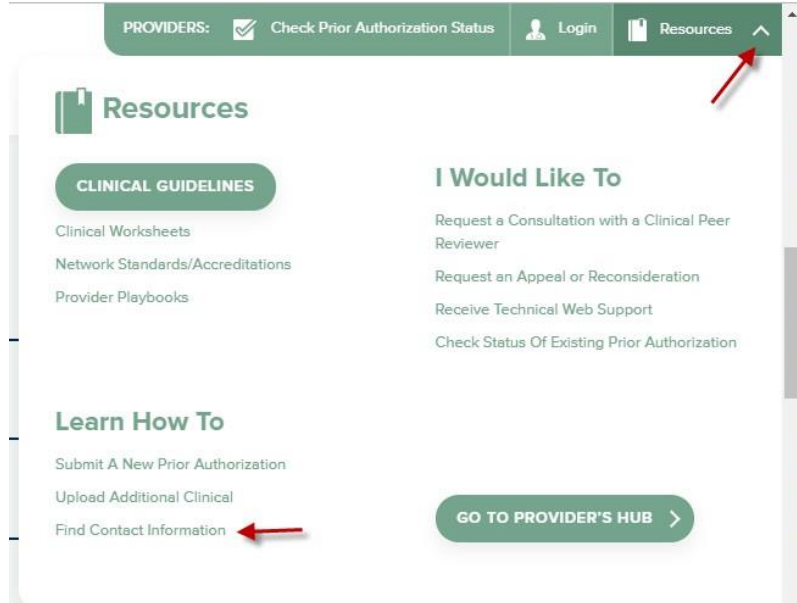 PROVIDERS: Check Prior Authorization Status Login Resources
Resources
CLINICAL GUIDELINES
Clinical Worksheets
Network Standards/Accreditations
Provider Playbooks
I Would Like To
Request a Consultation with a Clinical Peer
Reviewer
Request an Appeal or Reconsideration
Receive Technical Web Support
Check Status Of Existing Prior Authorization
Learn How To
Submit A New Prior Authorization
Upload Additional Clinical
Find Contact Information
GO TO PROVIDER'S HUB